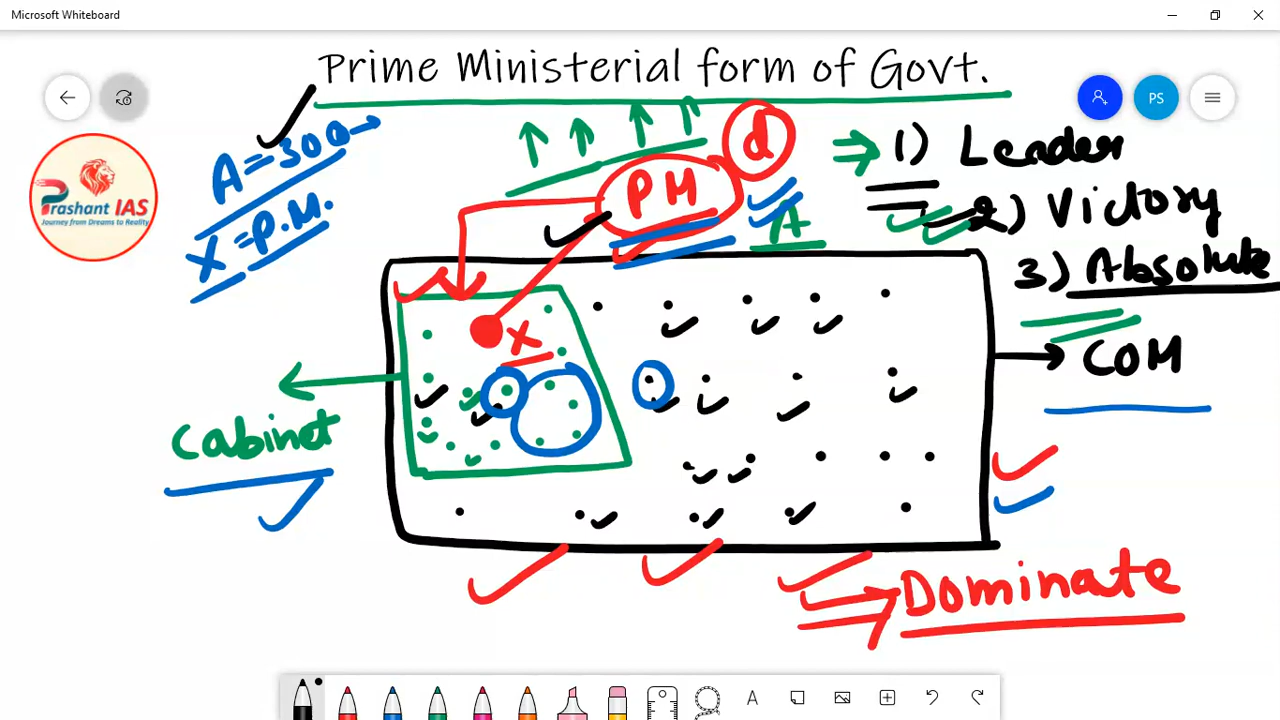 Microsoft Whiteboard
Prime Ministerial form of Govt.
PS
A = 300
X = P.M.
Prashant IAS
Journey from Dreams to Reality
d
PM
A
1) Leader
2) Victory
3) Absolute
X
COM
Cabinet
Dominate
A